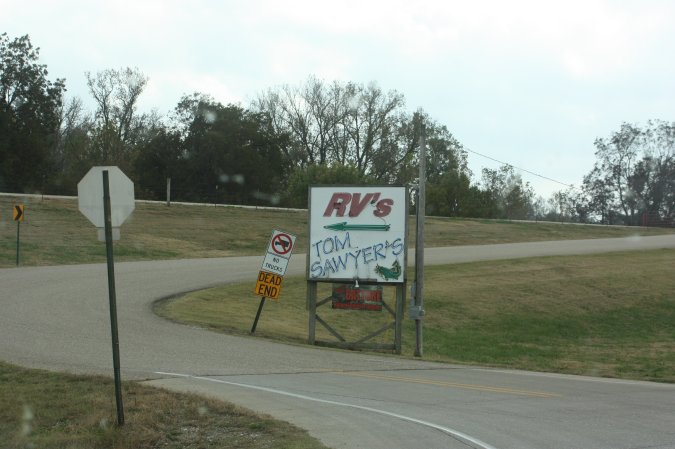 RV's
TOM
SAWYER'S
NO
TRUCKS
DEAD
END